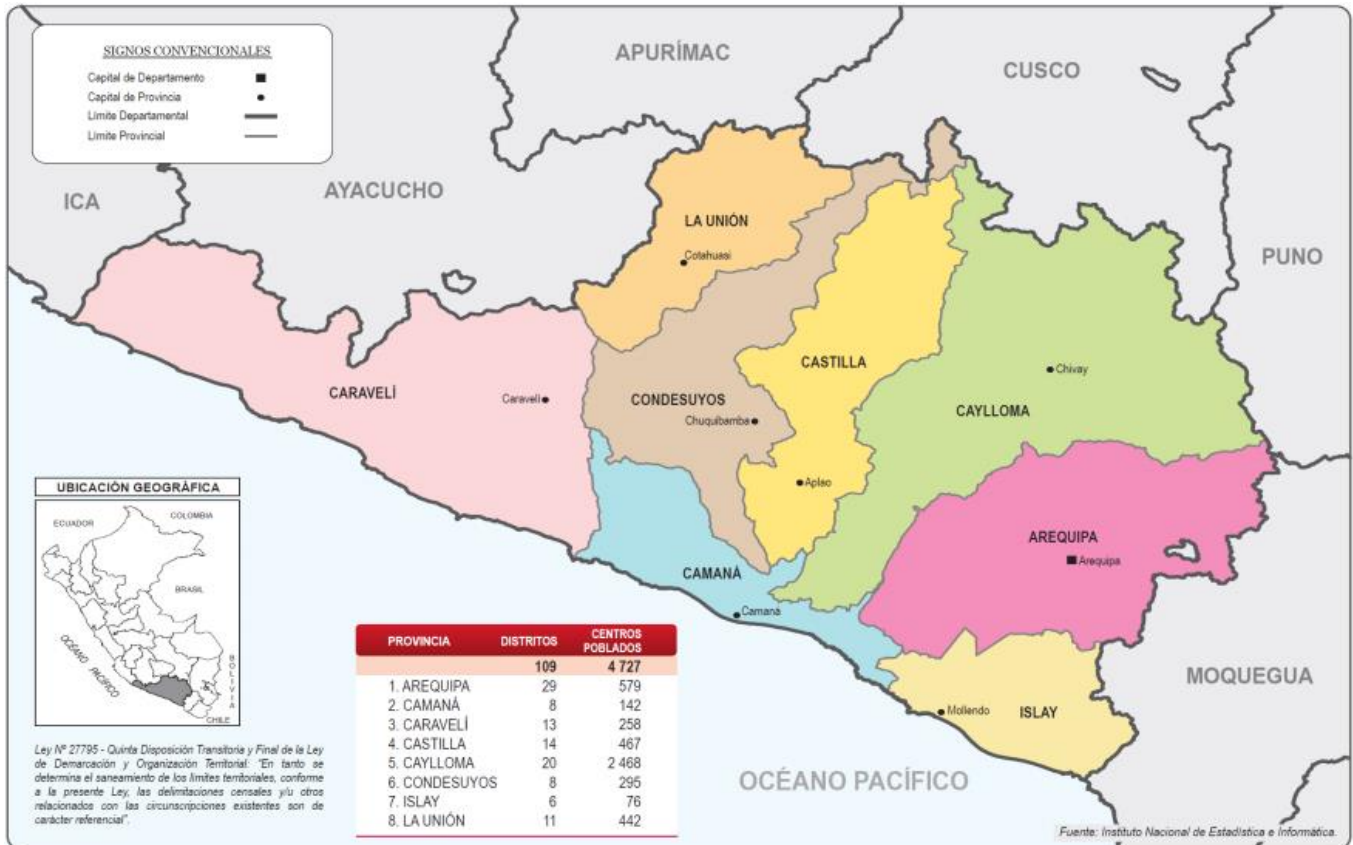 SIGNOS CONVENCIONALES
Capital de Departamento
Capital de Provincia
Límite Departamental
Límite Provincial
APURÍMAC
CUSCO
ICA
AYACUCHO
PUNO
LA UNIÓN
Cotahuasi
CASTILLA
CARAVELÍ
Caravelí
CONDESUYOS
Chuquibamba
Chivay
CAYLLOMA
Aplao
AREQUIPA
Arequipa
CAMANÁ
Camaná
MOQUEGUA
Mollendo
ISLAY
OCÉANO PACÍFICO
UBICACIÓN GEOGRÁFICA
ECUADOR
COLOMBIA
BRASIL
OCÉANO PACÍFICO
BOLIVIA
CHILE
Ley Nº 27795 - Quinta Disposición Transitoria y Final de la Ley
de Demarcación y Organización Territorial: "En tanto se
determina el saneamiento de los límites territoriales, conforme
a la presente Ley, las delimitaciones censales y/u otros
relacionados con las circunscripciones existentes son de
carácter referencial".
PROVINCIA DISTRITOS CENTROS POBLADOS
109 4 727
1. AREQUIPA 29 579
2. CAMANÁ 8 142
3. CARAVELÍ 13 258
4. CASTILLA 14 467
5. CAYLLOMA 20 2 468
6. CONDESUYOS 8 295
7. ISLAY 6 76
8. LA UNIÓN 11 442
Fuente: Instituto Nacional de Estadística e Informática.